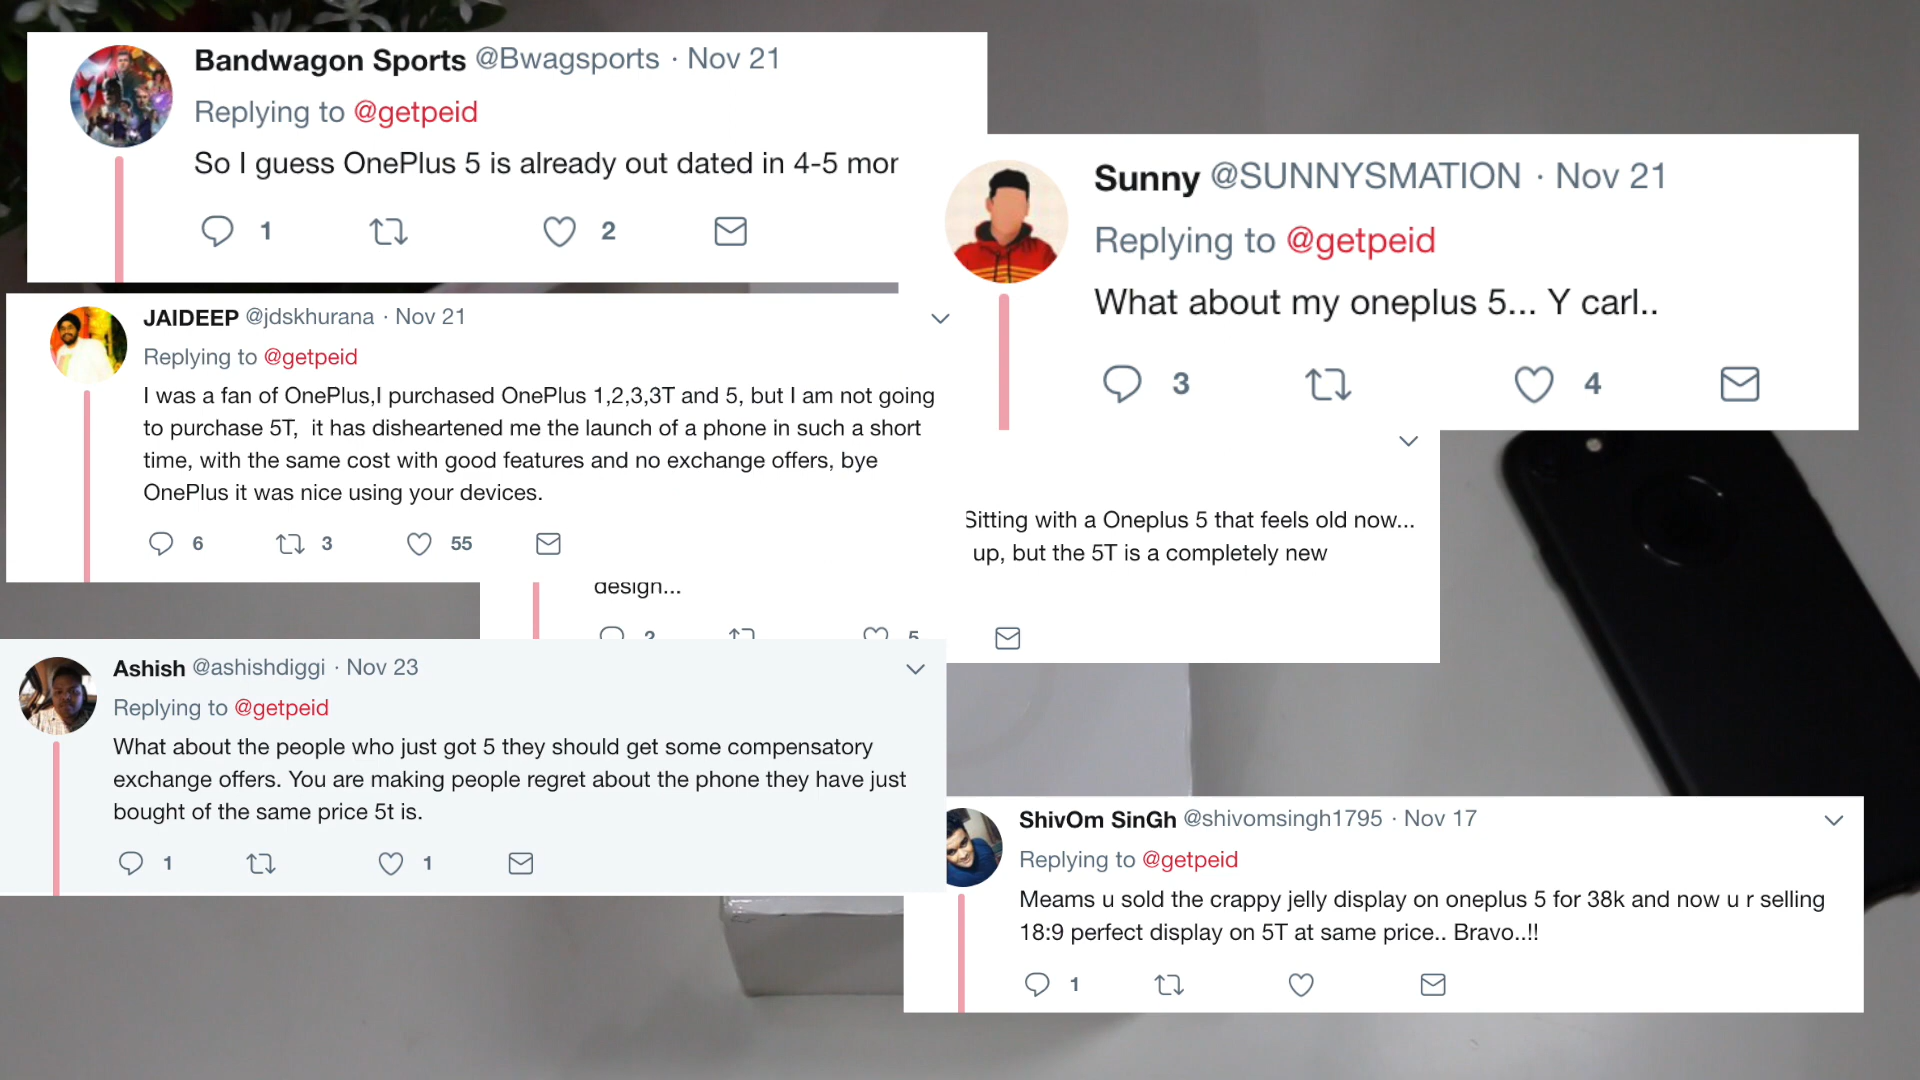 Bandwagon Sports @Bwagsports · Nov 21
Replying to @getpeid
So I guess OnePlus 5 is already out dated in 4-5 mor
1 2
Sunny @SUNNYSMATION · Nov 21
Replying to @getpeid
What about my oneplus 5... Y carl..
3 4
JAIDEEP @jdskhurana · Nov 21
Replying to @getpeid
I was a fan of OnePlus,I purchased OnePlus 1,2,3,3T and 5, but I am not going
to purchase 5T, it has disheartened me the launch of a phone in such a short
time, with the same cost with good features and no exchange offers, bye
OnePlus it was nice using your devices.
6 3 55
Sitting with a Oneplus 5 that feels old now...
up, but the 5T is a completely new
design...
2 5
Ashish @ashishdiggi · Nov 23
Replying to @getpeid
What about the people who just got 5 they should get some compensatory
exchange offers. You are making people regret about the phone they have just
bought of the same price 5t is.
1 1
ShivOm SinGh @shivomsingh1795 · Nov 17
Replying to @getpeid
Meams u sold the crappy jelly display on oneplus 5 for 38k and now u r selling
18:9 perfect display on 5T at same price.. Bravo..!!
1